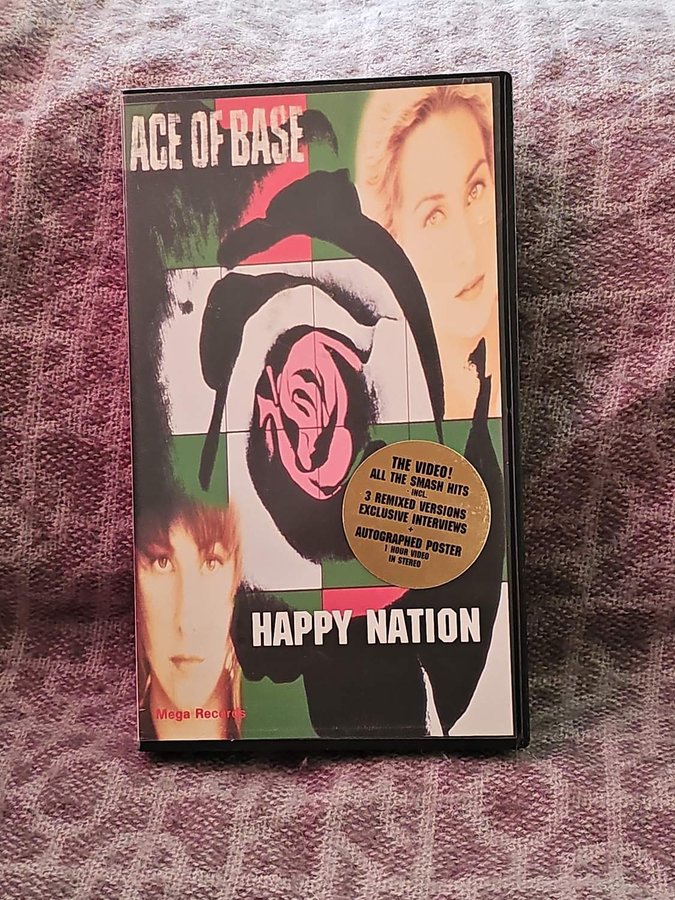 ACE OF BASE
THE VIDEO!
ALL THE SMASH HITS
- INCL. 
3 REMIXED VERSIONS
EXCLUSIVE INTERVIEWS
+
AUTOGRAPHED POSTER
1 HOUR VIDEO
IN STEREO
HAPPY NATION
Mega Records